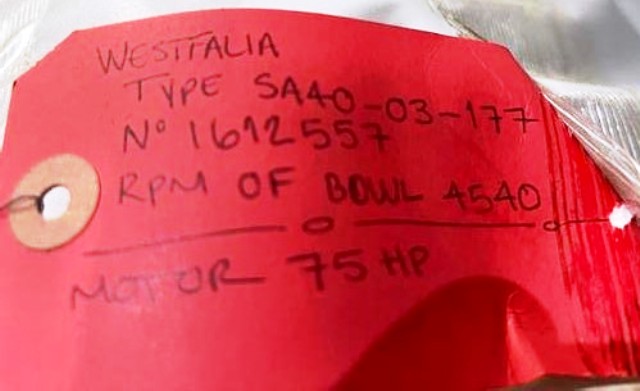 WESTFALIA
TYPE SA40-03-177
Nº 1612557
RPM OF BOWL 4540
MOTOR 75 HP